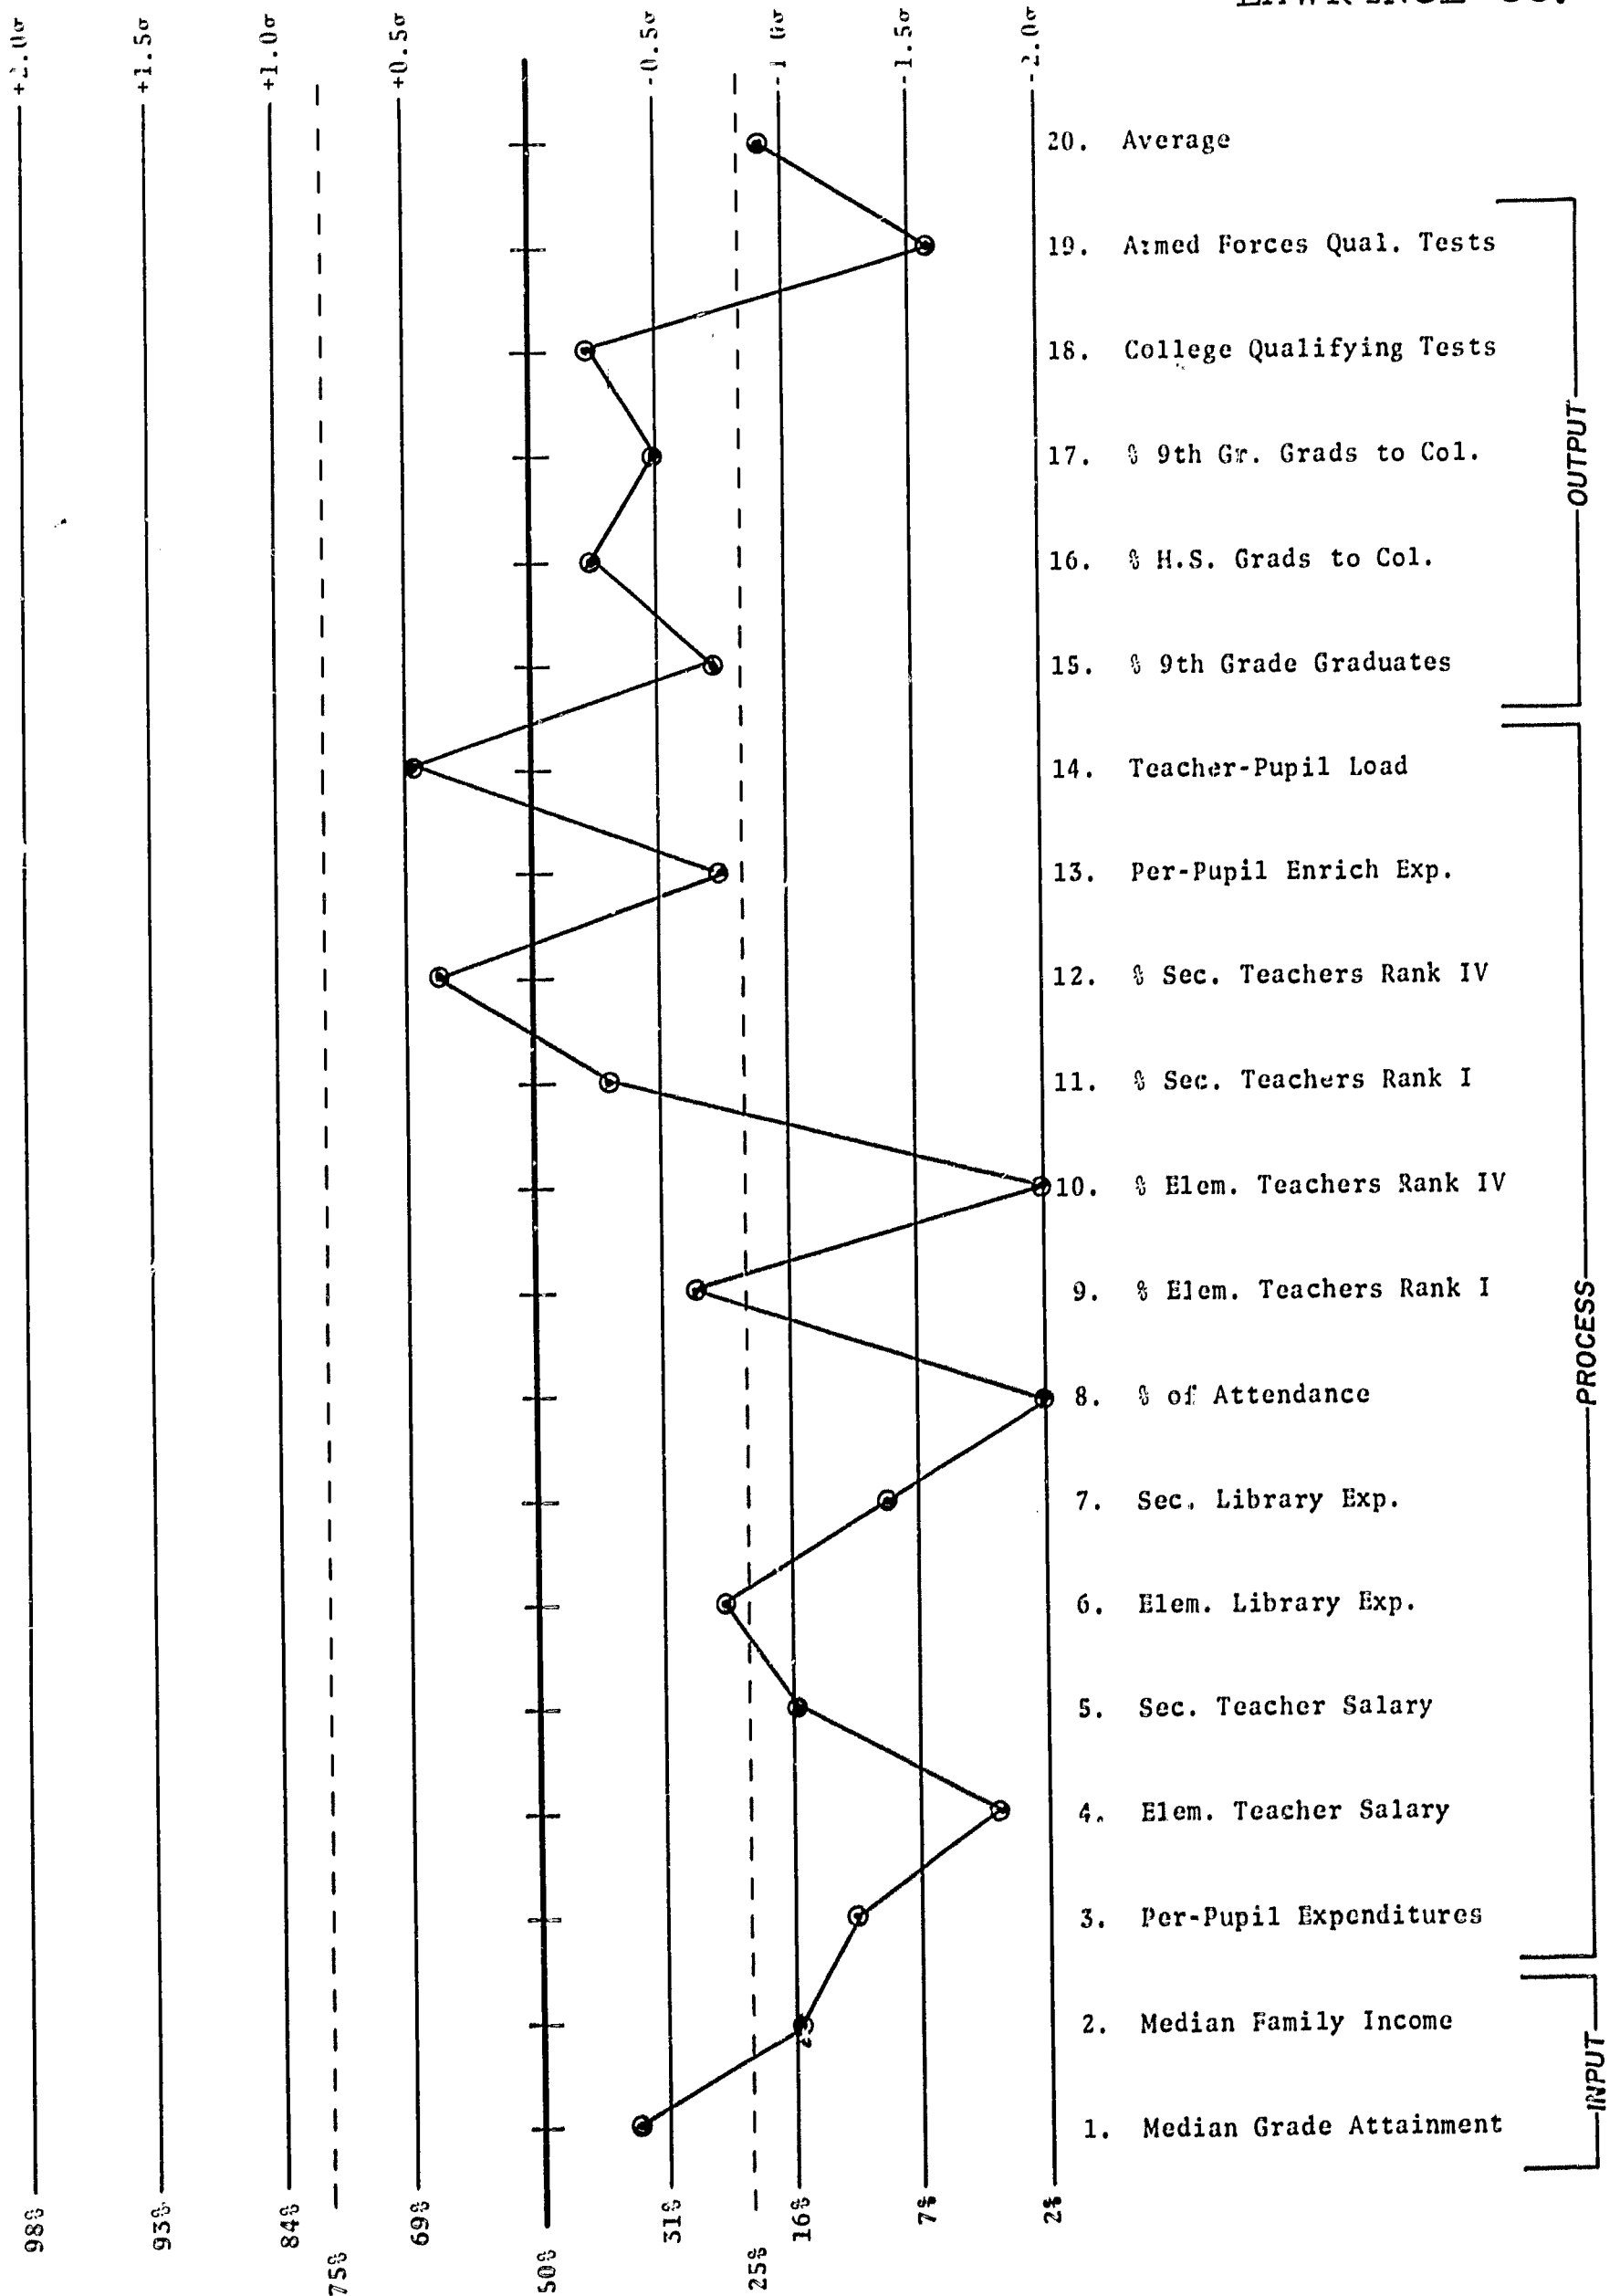 +2.0σ
+1.5σ
+1.0σ
+0.5σ
-0.5σ
-1 0σ
-1.5σ
-2.0σ
20. Average
19. Armed Forces Qual. Tests
18. College Qualifying Tests
17. % 9th Gr. Grads to Col.
16. % H.S. Grads to Col.
15. % 9th Grade Graduates
14. Teacher-Pupil Load
13. Per-Pupil Enrich Exp.
12. % Sec. Teachers Rank IV
11. % Sec. Teachers Rank I
10. % Elem. Teachers Rank IV
9. % Elem. Teachers Rank I
8. % of Attendance
7. Sec. Library Exp.
6. Elem. Library Exp.
5. Sec. Teacher Salary
4. Elem. Teacher Salary
3. Per-Pupil Expenditures
2. Median Family Income
1. Median Grade Attainment
OUTPUT
PROCESS
INPUT
98%
93%
84%
75%
69%
50%
31%
25%
16%
7%
2%